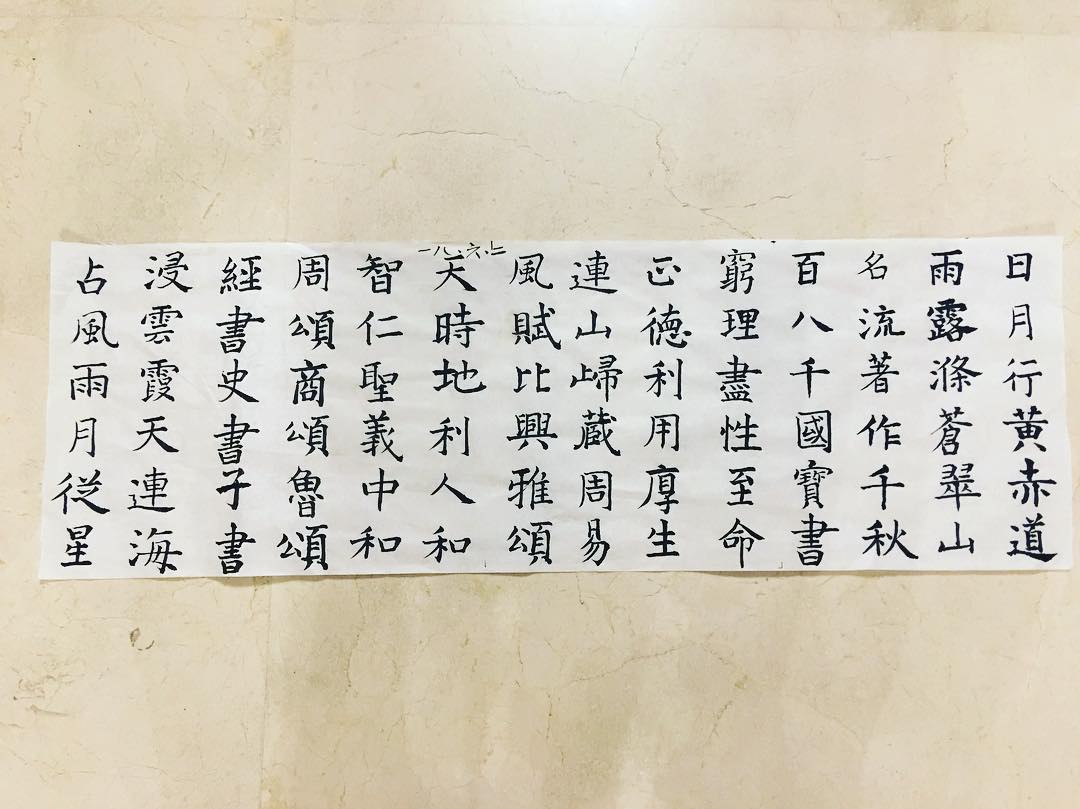 日月行黄赤道
雨露滌蒼翠山
名流著作千秋
百八千國寶書
窮理盡性至命
正德利用厚生
連山歸藏周易
風賦比興雅頌
天時地利人和
智仁聖義中和
周頌商頌魯頌
經書史書子書
浸雲霞天連海
占風雨月從星